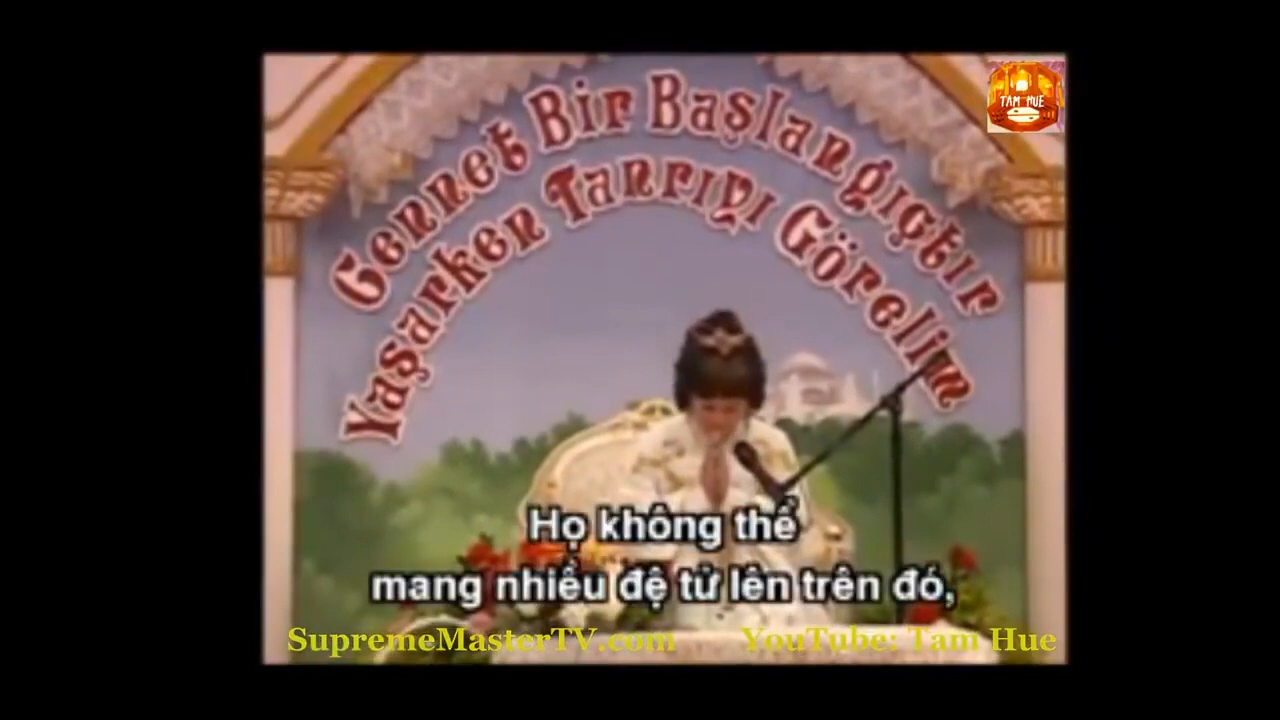 Cennet Bir Başlangıçtır
Yaşarken Tanrıyı Görelim
TAM HUE
Họ không thể
mang nhiều đệ tử lên trên đó,
SupremeMasterTV.com YouTube: Tam Hue